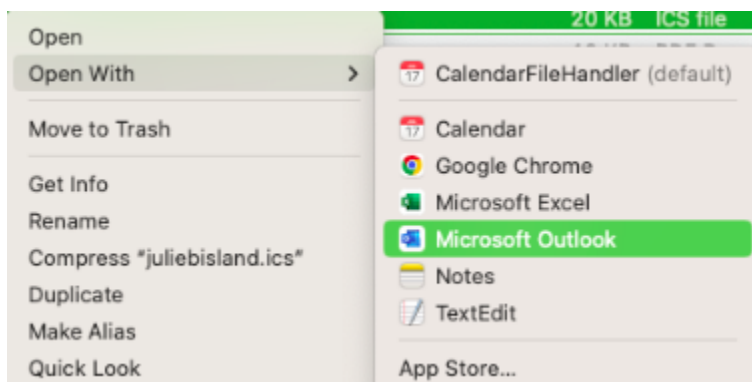 20 KB ICS file
Open
Open With
CalendarFileHandler (default)
Move to Trash
Calendar
Google Chrome
Get Info
Microsoft Excel
Rename
Microsoft Outlook
Compress "juliebisland.ics"
Notes
Duplicate
TextEdit
Make Alias
Quick Look
App Store...